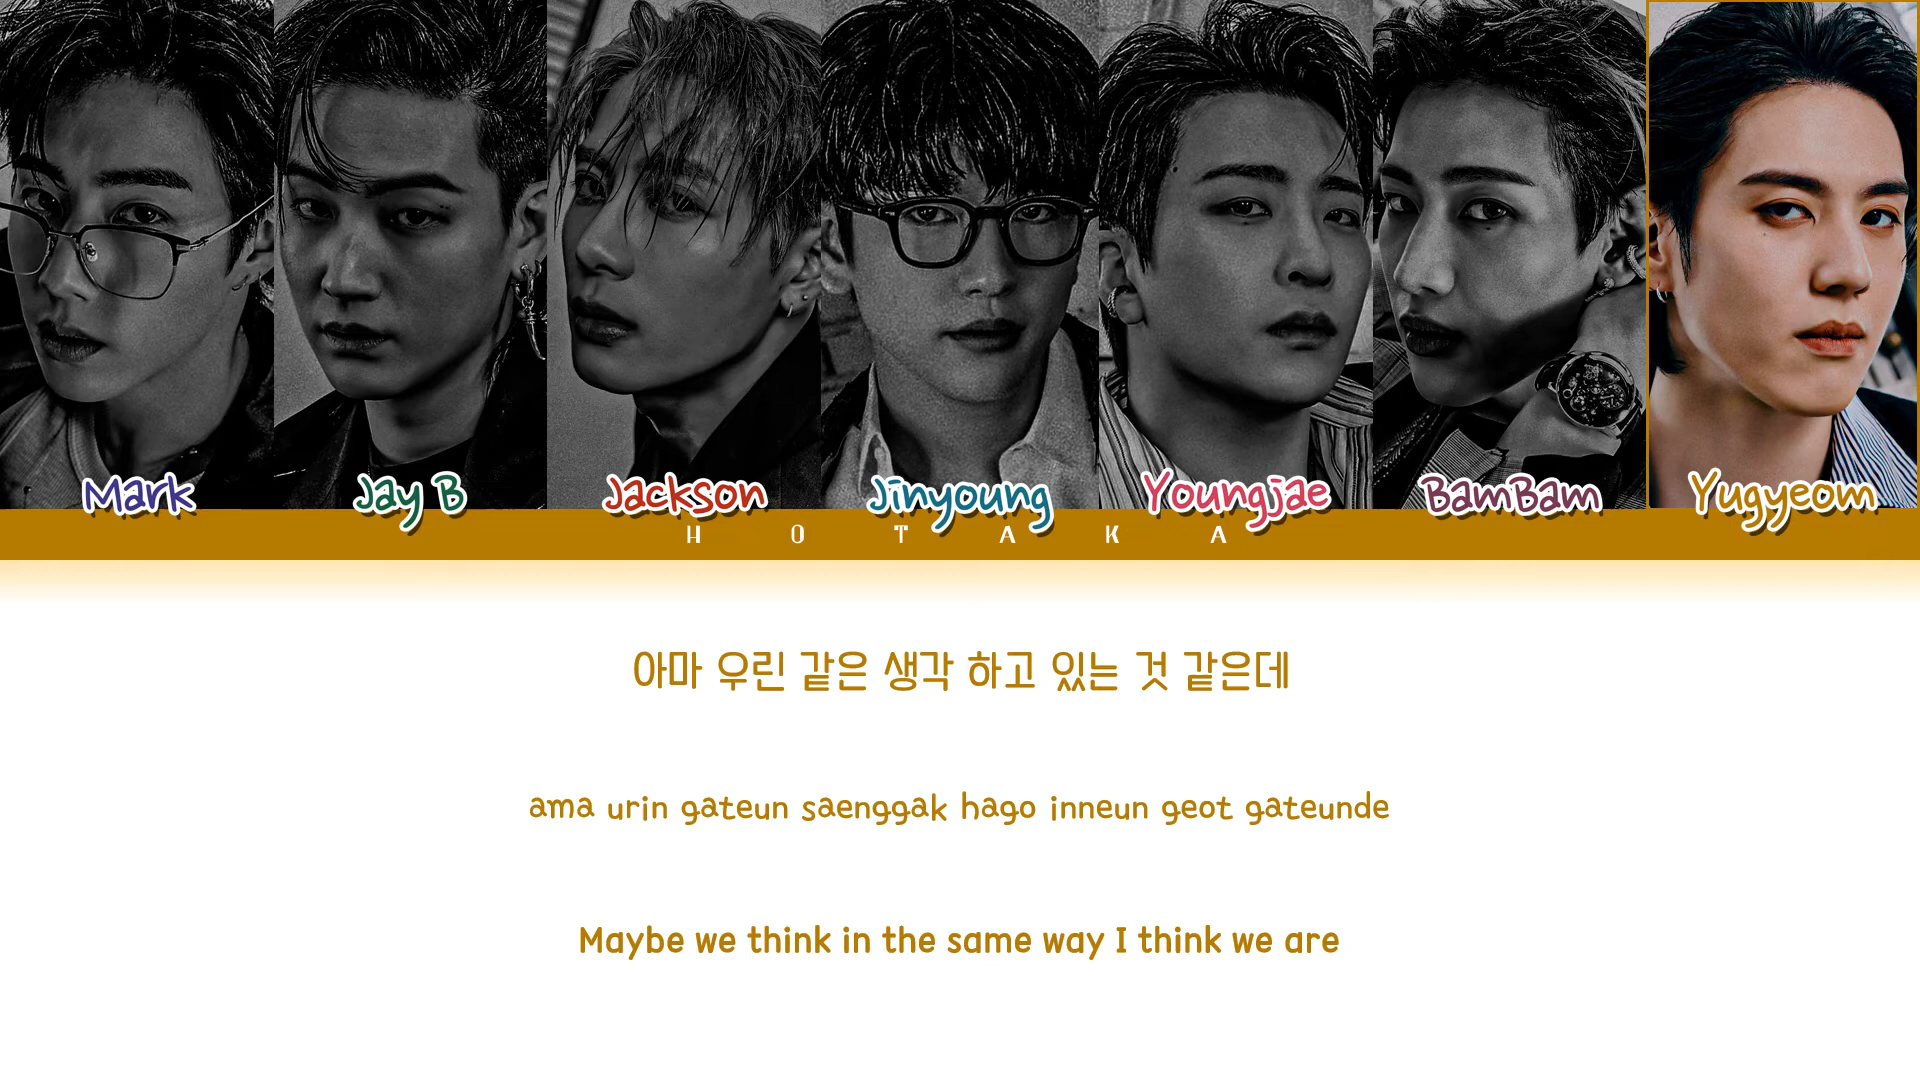 Mark Jay B Jackson Jinyoung Youngjae BamBam Yugyeom
H O T A K A
아마 우린 같은 생각 하고 있는 것 같은데
ama urin gateun saenggak hago inneun geot gateunde
Maybe we think in the same way I think we are